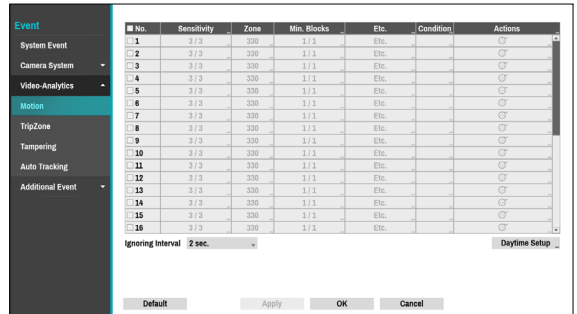 Event
System Event
Camera System
Video-Analytics
Motion
TripZone
Tampering
Auto Tracking
Additional Event
No. Sensitivity ... Zone ... Min. Blocks ... Etc. ... Condition ... Actions ...
1 3 / 3 ... 330 ... 1 / 1 ... Etc. ... ... ...
2 3 / 3 ... 330 ... 1 / 1 ... Etc. ... ... ...
3 3 / 3 ... 330 ... 1 / 1 ... Etc. ... ... ...
4 3 / 3 ... 330 ... 1 / 1 ... Etc. ... ... ...
5 3 / 3 ... 330 ... 1 / 1 ... Etc. ... ... ...
6 3 / 3 ... 330 ... 1 / 1 ... Etc. ... ... ...
7 3 / 3 ... 330 ... 1 / 1 ... Etc. ... ... ...
8 3 / 3 ... 330 ... 1 / 1 ... Etc. ... ... ...
9 3 / 3 ... 330 ... 1 / 1 ... Etc. ... ... ...
10 3 / 3 ... 330 ... 1 / 1 ... Etc. ... ... ...
11 3 / 3 ... 330 ... 1 / 1 ... Etc. ... ... ...
12 3 / 3 ... 330 ... 1 / 1 ... Etc. ... ... ...
13 3 / 3 ... 330 ... 1 / 1 ... Etc. ... ... ...
14 3 / 3 ... 330 ... 1 / 1 ... Etc. ... ... ...
15 3 / 3 ... 330 ... 1 / 1 ... Etc. ... ... ...
16 3 / 3 ... 330 ... 1 / 1 ... Etc. ... ... ...
Ignoring Interval 2 sec. Daytime Setup ...
Default Apply OK Cancel